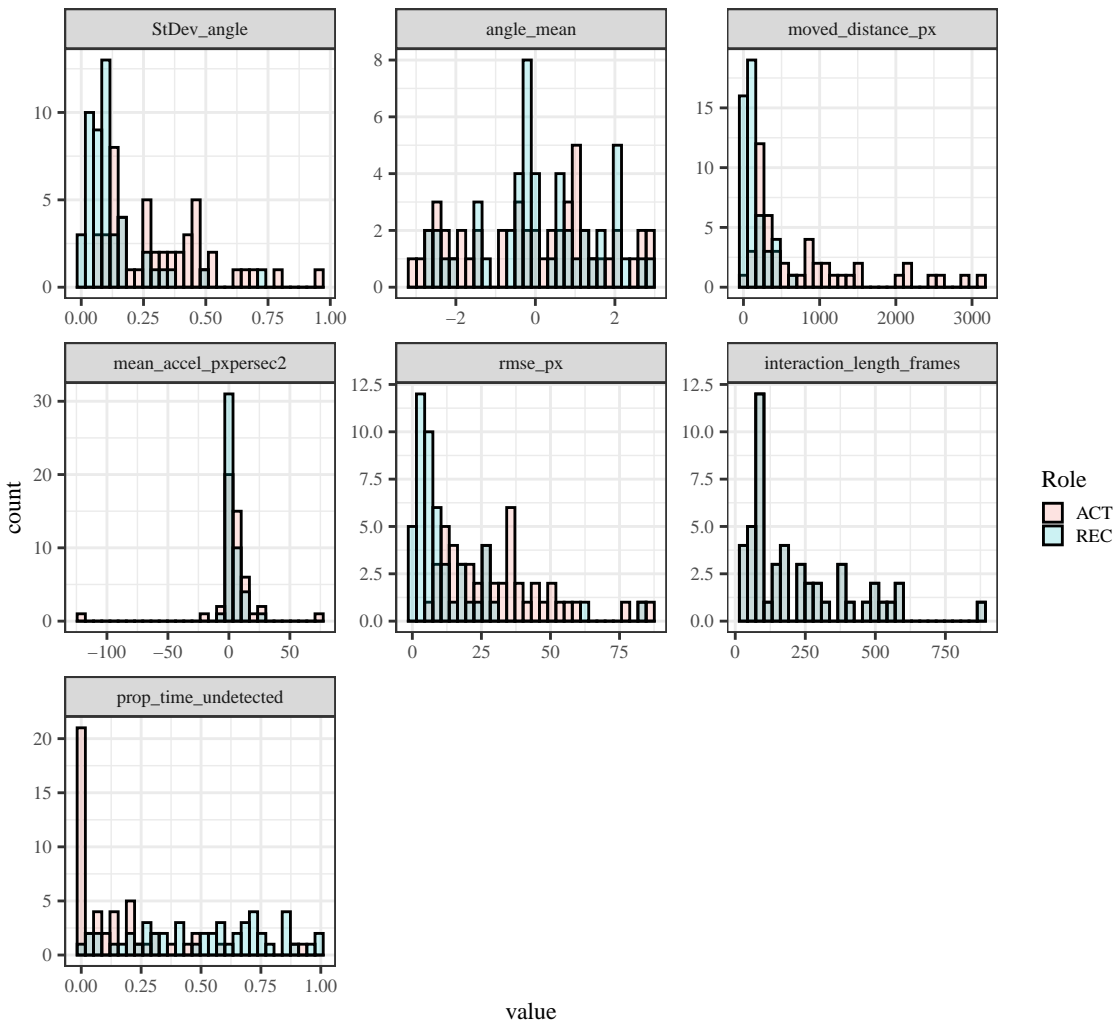 StDev_angle
angle_mean
moved_distance_px
10
5
0
0.00 0.25 0.50 0.75 1.00
8
6
4
2
0
−2 0 2
15
10
5
0
0 1000 2000 3000
mean_accel_pxpersec2
rmse_px
interaction_length_frames
30
20
10
0
−100 −50 0 50
12.5
10.0
7.5
5.0
2.5
0.0
0 25 50 75
12.5
10.0
7.5
5.0
2.5
0.0
0 250 500 750
prop_time_undetected
20
15
10
5
0
0.00 0.25 0.50 0.75 1.00
count
value
Role
ACT
REC